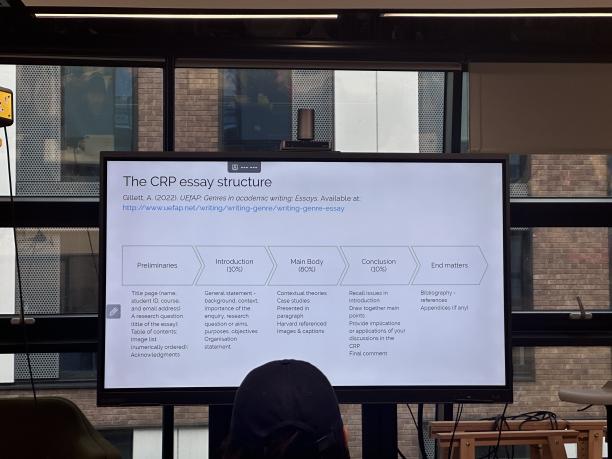 The CRP essay structure
Gillett, A. (2022). UEFAP: Genres in academic writing: Essays. Available at:
http://www.uefap.net/writing/writing-genre/writing-genre-essay
Preliminaries
Introduction
(10%)
Main Body
(80%)
Conclusion
(10%)
End matters
Title page (name,
student ID, course,
and email address)
A research question
(title of the essay)
Table of contents;
Image list
(numerically ordered);
Acknowledgments
General statement -
background, context,
importance of the
enquiry, research
question or aims,
purposes, objectives
Organisation
statement.
Contextual theories
Case studies
Presented in
paragraph
Harvard referenced
Images & captions
Recall issues in
introduction
Draw together main
points
Provide implications
or applications of your
discussions in the
CRP.
Final comment
Bibliography -
references
Appendices (if any)